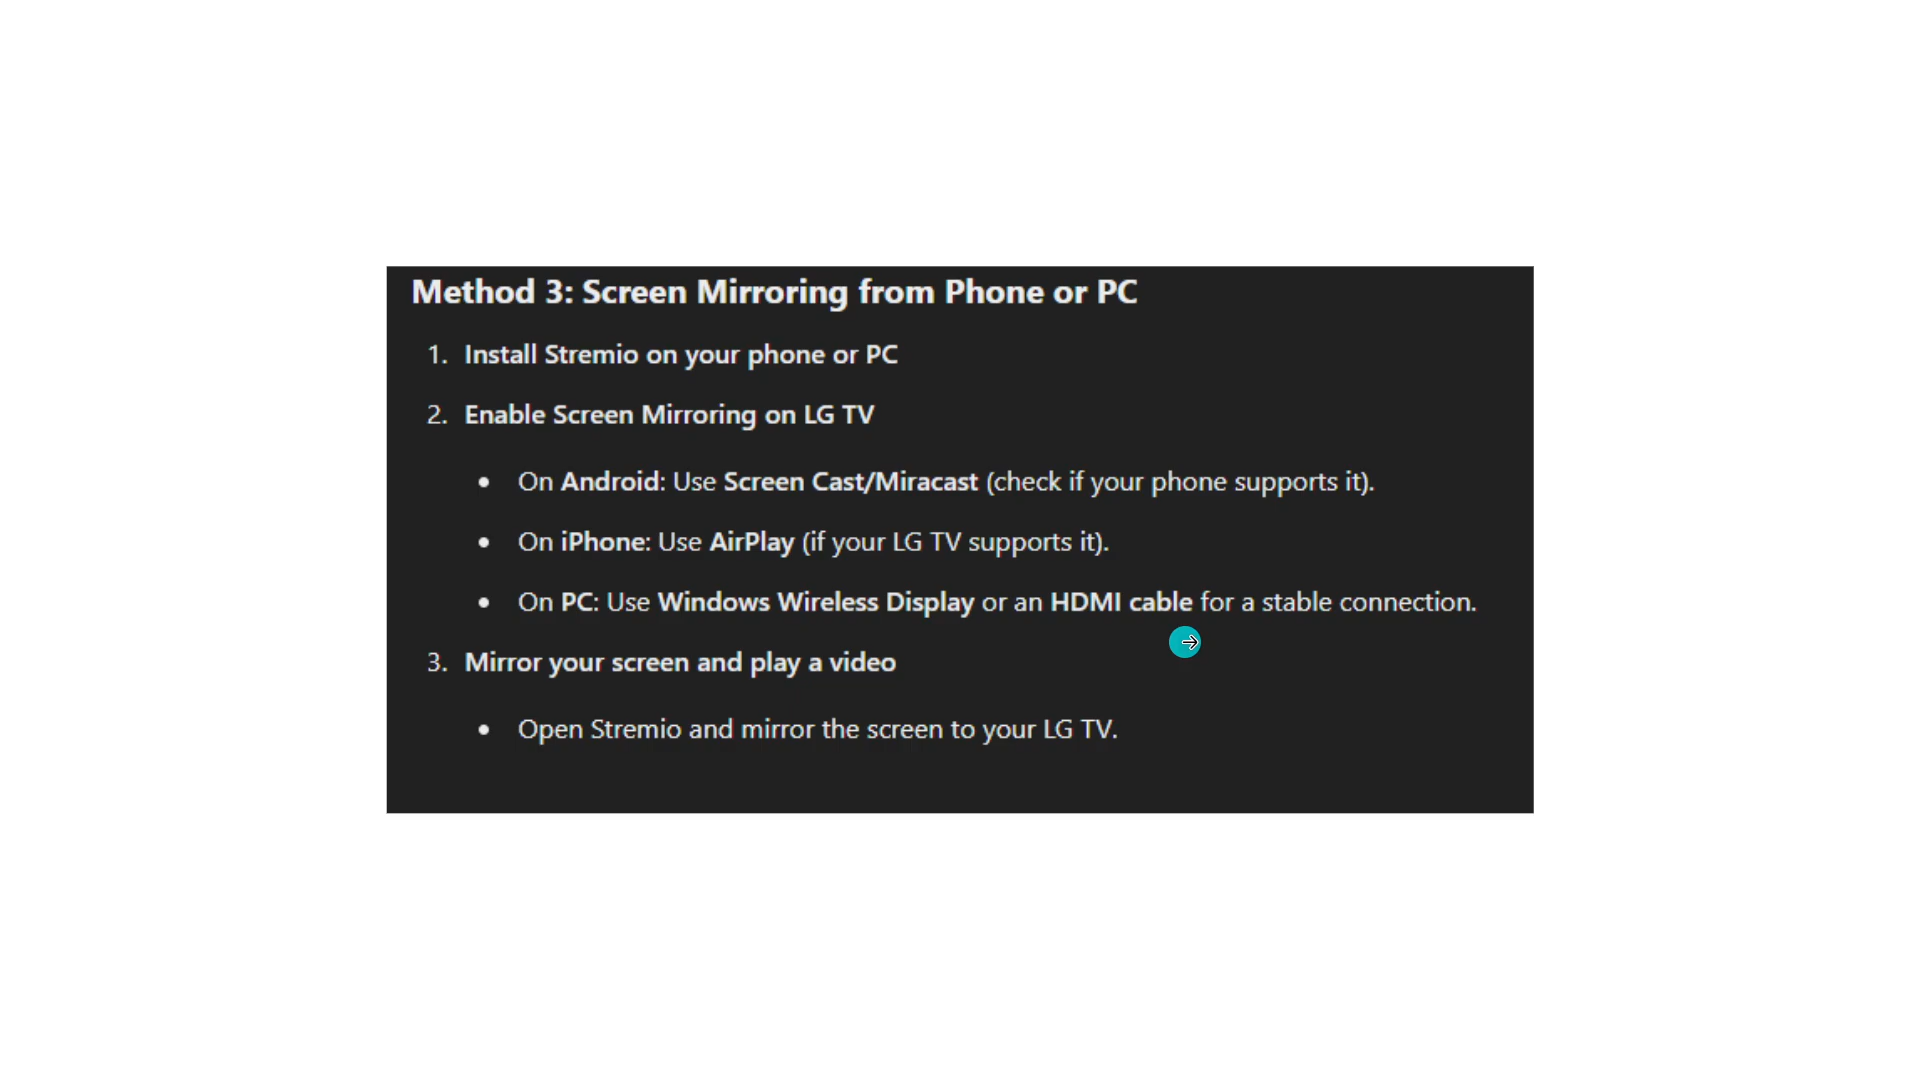 Method 3: Screen Mirroring from Phone or PC
1. Install Stremio on your phone or PC
2. Enable Screen Mirroring on LG TV
• On Android: Use Screen Cast/Miracast (check if your phone supports it).
• On iPhone: Use AirPlay (if your LG TV supports it).
• On PC: Use Windows Wireless Display or an HDMI cable for a stable connection.
3. Mirror your screen and play a video
• Open Stremio and mirror the screen to your LG TV.